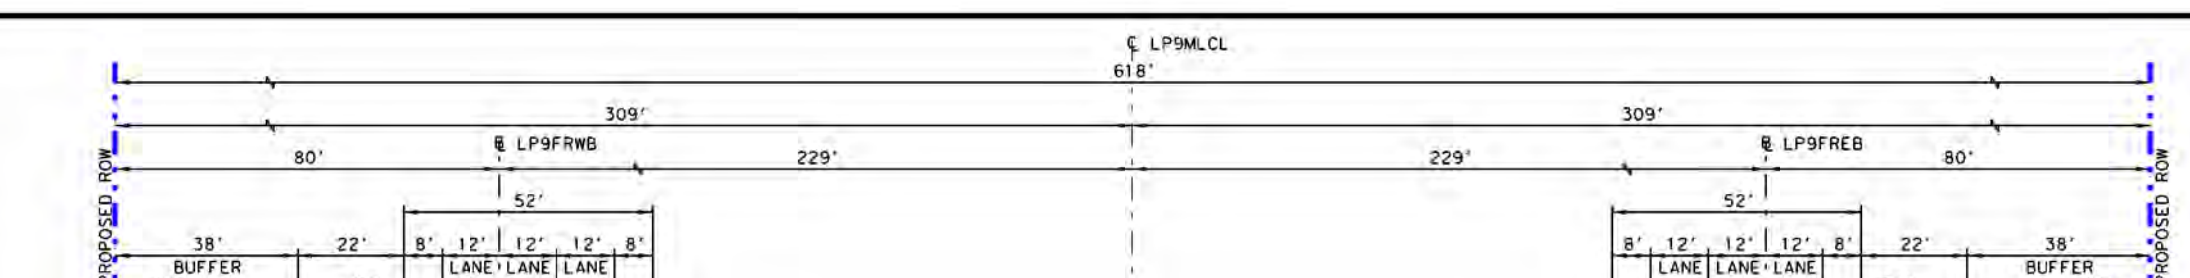 ℄ LP9MLCL
618'
309' 309'
℔ LP9FRWB ℔ LP9FREB
80' 229' 229' 80'
52' 52'
38' 22' 8' 12' 12' 12' 8' 8' 12' 12' 12' 8' 22' 38'
BUFFER LANE LANE LANE LANE LANE LANE BUFFER
PROPOSED ROW
PROPOSED ROW